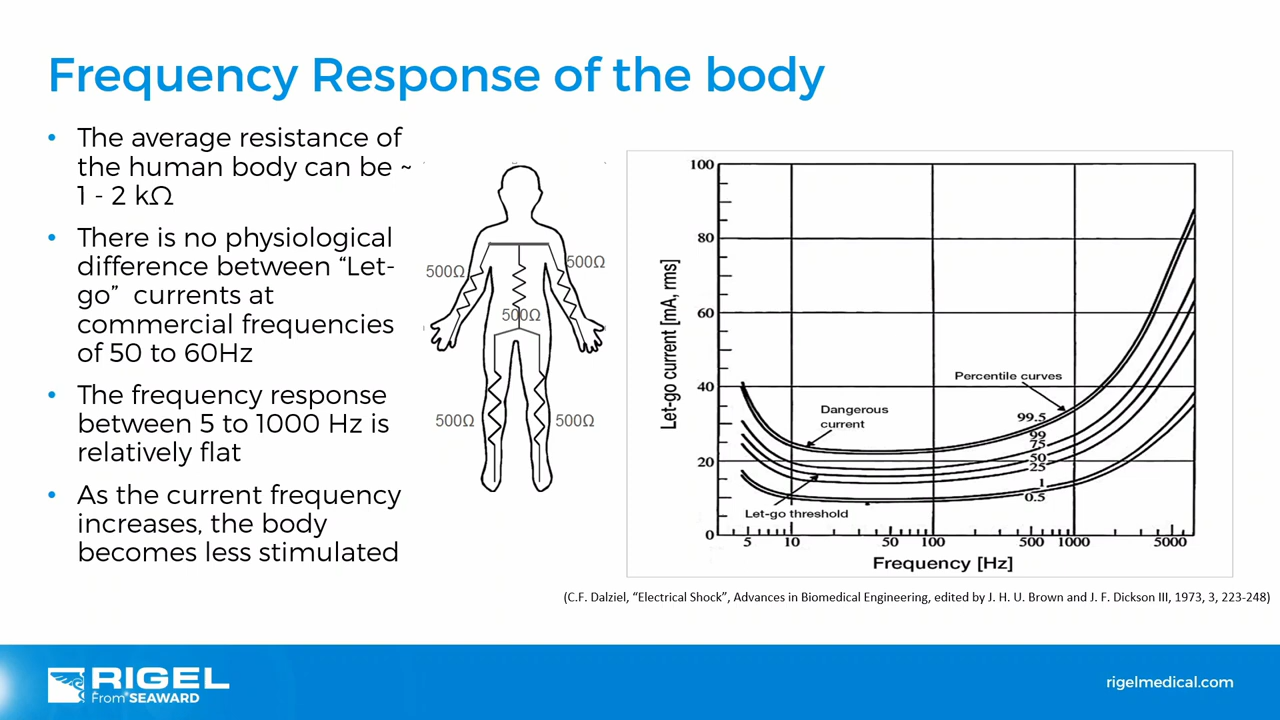 Frequency Response of the body
• The average resistance of
the human body can be ~
1 - 2 kΩ
• There is no physiological
difference between “Let-
go”  currents at
commercial frequencies
of 50 to 60Hz
• The frequency response
between 5 to 1000 Hz is
relatively flat
• As the current frequency
increases, the body
becomes less stimulated
500Ω
500Ω
500Ω
500Ω
500Ω
Let-go current [mA, rms]
100
80
60
40
20
0
Percentile curves
Dangerous
current
99.5
99
75
50
25
1
0.5
Let-go threshold
5 10 50 100 500 1000 5000
Frequency [Hz]
(C.F. Dalziel, “Electrical Shock”, Advances in Biomedical Engineering, edited by J. H. U. Brown and J. F. Dickson III, 1973, 3, 223-248)
RIGEL
From SEAWARD
rigelmedical.com